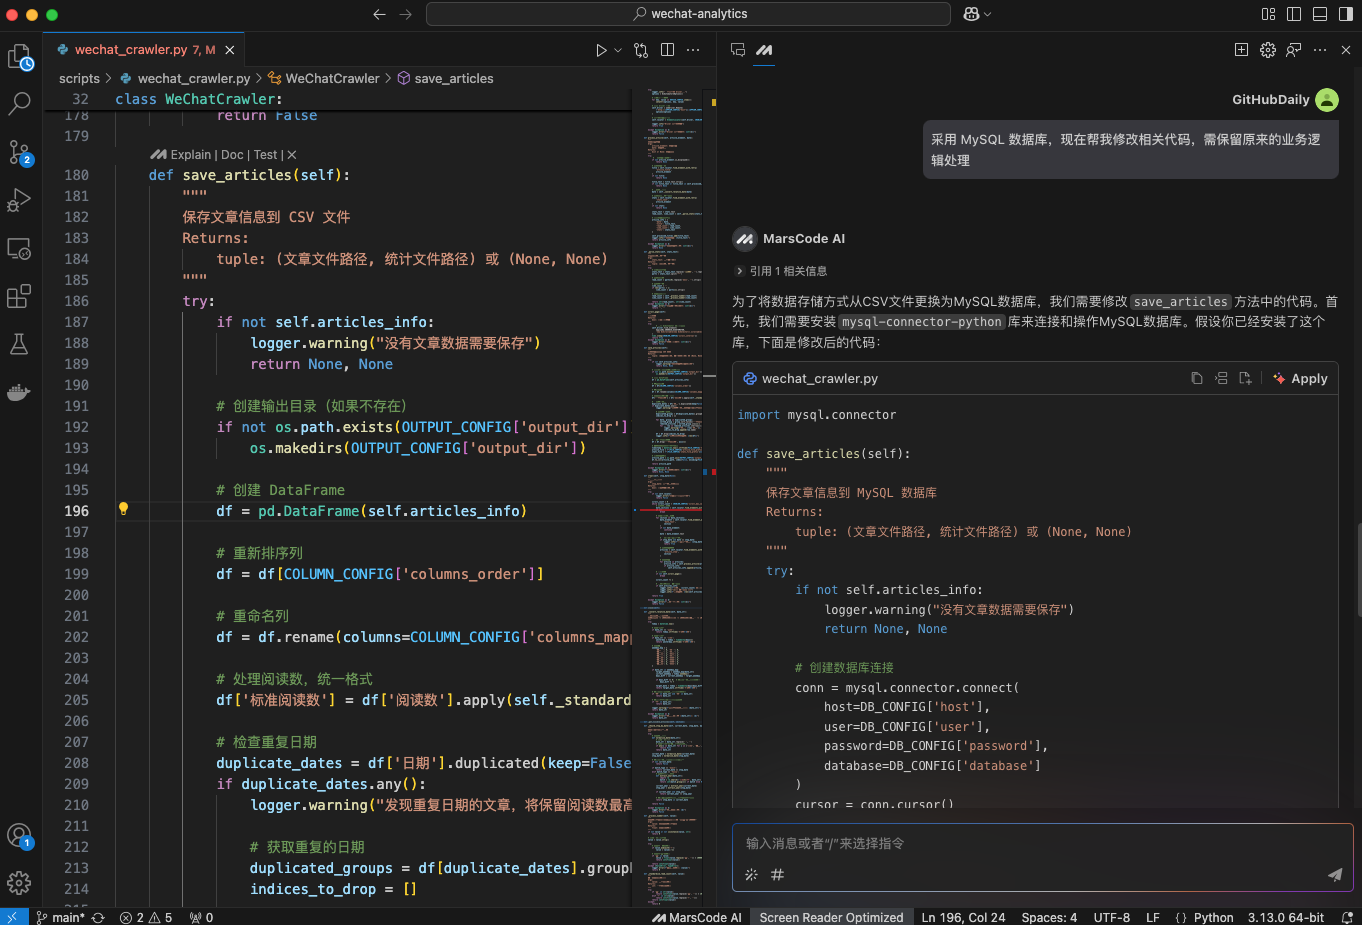 wechat-analytics
wechat_crawler.py 7, M
scripts > wechat_crawler.py > WeChatCrawler > save_articles
32 class WeChatCrawler:
178 return False
179
Explain | Doc | Test |
180 def save_articles(self):
181 """
182 保存文章信息到 CSV 文件
183 Returns:
184 tuple: (文章文件路径, 统计文件路径) 或 (None, None)
185 """
186 try:
187 if not self.articles_info:
188 logger.warning("没有文章数据需要保存")
189 return None, None
190
191 # 创建输出目录（如果不存在）
192 if not os.path.exists(OUTPUT_CONFIG['output_dir']
193 os.makedirs(OUTPUT_CONFIG['output_dir'])
194
195 # 创建 DataFrame
196 df = pd.DataFrame(self.articles_info)
197
198 # 重新排序列
199 df = df[COLUMN_CONFIG['columns_order']]
200
201 # 重命名列
202 df = df.rename(columns=COLUMN_CONFIG['columns_map
203
204 # 处理阅读数，统一格式
205 df['标准阅读数'] = df['阅读数'].apply(self._standard
206
207 # 检查重复日期
208 duplicate_dates = df['日期'].duplicated(keep=False
209 if duplicate_dates.any():
210 logger.warning("发现重复日期的文章，将保留阅读数最高
211
212 # 获取重复的日期
213 duplicated_groups = df[duplicate_dates].group
214 indices_to_drop = []
GitHubDaily
采用 MySQL 数据库，现在帮我修改相关代码，需保留原来的业务逻
辑处理
MarsCode AI
引用 1 相关信息
为了将数据存储方式从CSV文件更换为MySQL数据库，我们需要修改 save_articles 方法中的代码。首
先，我们需要安装 mysql-connector-python 库来连接和操作MySQL数据库。假设你已经安装了这个
库，下面是修改后的代码：
wechat_crawler.py Apply
import mysql.connector
def save_articles(self):
"""
保存文章信息到 MySQL 数据库
Returns:
tuple: (文章文件路径, 统计文件路径) 或 (None, None)
"""
try:
if not self.articles_info:
logger.warning("没有文章数据需要保存")
return None, None
# 创建数据库连接
conn = mysql.connector.connect(
host=DB_CONFIG['host'],
user=DB_CONFIG['user'],
password=DB_CONFIG['password'],
database=DB_CONFIG['database']
)
cursor = conn.cursor()
输入消息或者“/”来选择指令
2
1
main* 2 5 0 MarsCode AI Screen Reader Optimized Ln 196, Col 24 Spaces: 4 UTF-8 LF {} Python 3.13.0 64-bit